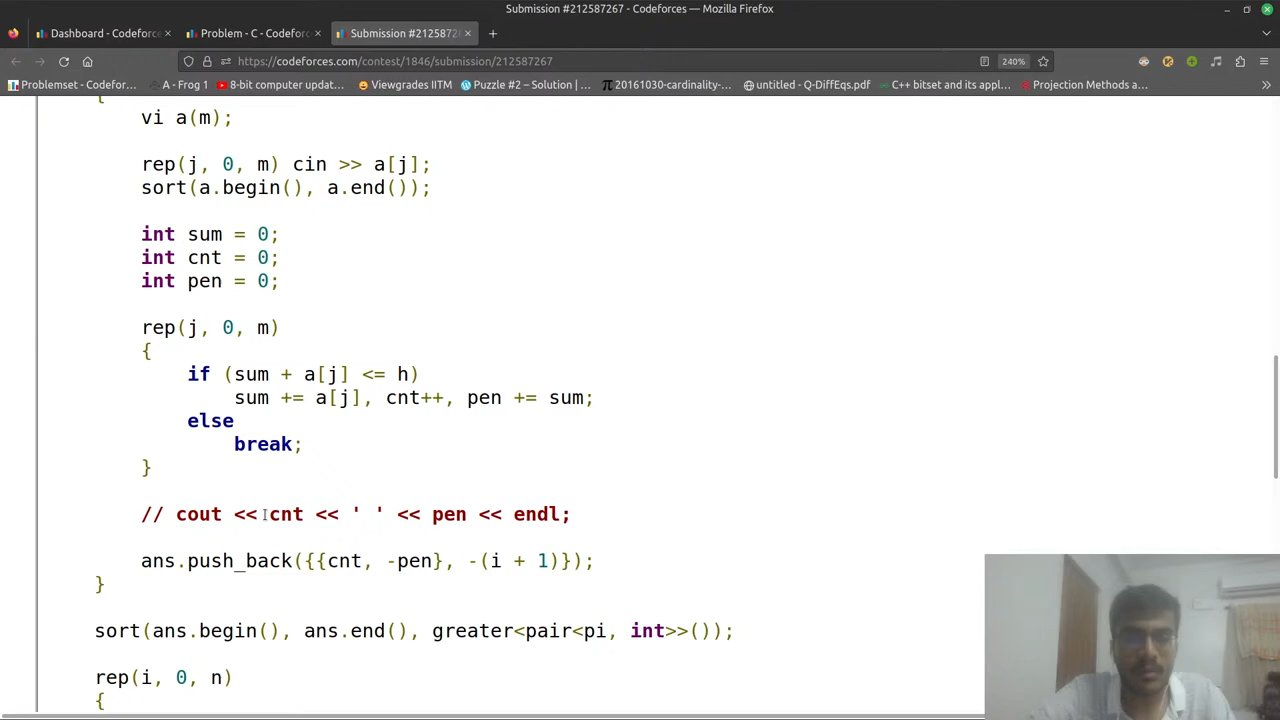 Submission #212587267 - Codeforces — Mozilla Firefox
Dashboard - Codeforce
Problem - C - Codefor
Submission #21258726
https://codeforces.com/contest/1846/submission/212587267
240%
Problemset - Codefor...
A - Frog 1
8-bit computer updat...
Viewgrades IITM
Puzzle #2 – Solution | ...
20161030-cardinality-...
untitled - Q-DiffEqs.pdf
C++ bitset and its appl...
Projection Methods a...
{
vi a(m);
rep(j, 0, m) cin >> a[j];
sort(a.begin(), a.end());
int sum = 0;
int cnt = 0;
int pen = 0;
rep(j, 0, m)
{
if (sum + a[j] <= h)
sum += a[j], cnt++, pen += sum;
else
break;
}
// cout << cnt << ' ' << pen << endl;
ans.push_back({{cnt, -pen}, -(i + 1)});
}
sort(ans.begin(), ans.end(), greater<pair<pi, int>>());
rep(i, 0, n)
{